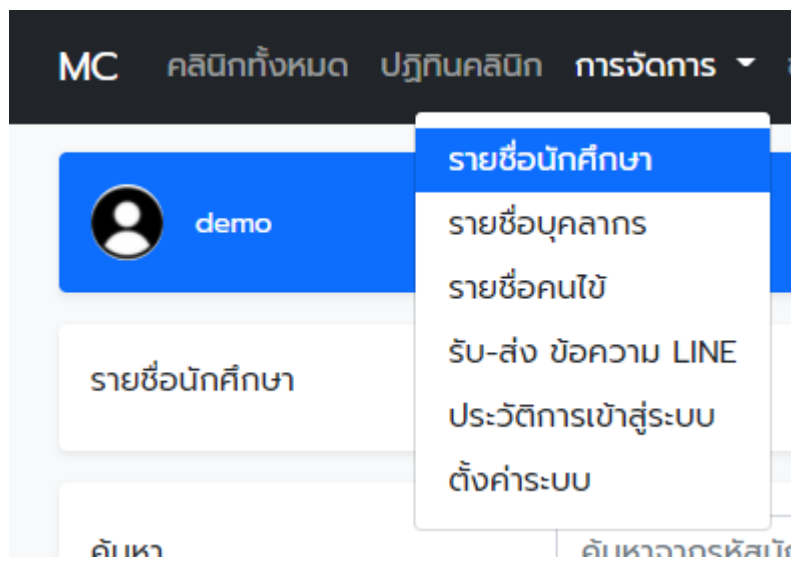 MC คลินิกทั้งหมด ปฏิทินคลินิก การจัดการ
รายชื่อนักศึกษา
demo
รายชื่อบุคลากร
รายชื่อคนไข้
รับ-ส่ง ข้อความ LINE
รายชื่อนักศึกษา
ประวัติการเข้าสู่ระบบ
ตั้งค่าระบบ
ค้นหา